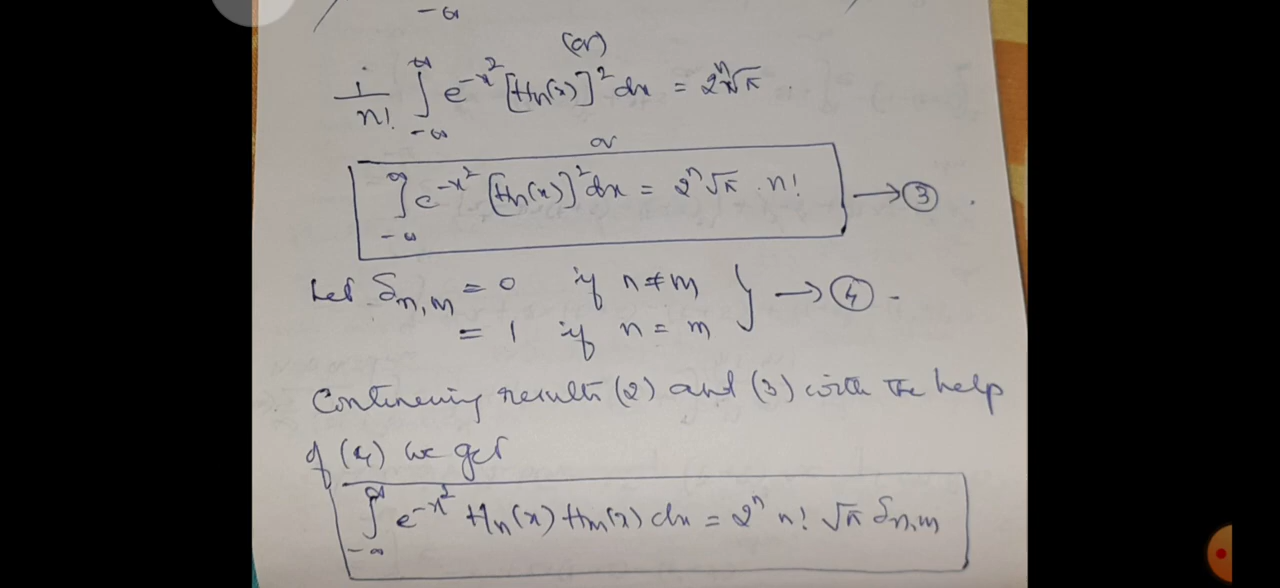 -∞
(or)
1/n! ∫_{-∞}^{∞} e^{-x²} [Hn(x)]² dx = 2ⁿ√π .
or
∫_{-∞}^{∞} e^{-x²} [Hn(x)]² dx = 2ⁿ √π . n! → ③ .
Let δn,m = 0 if n ≠ m
= 1 if n = m } → ④ .
results (2) and (3) with the help
of (4) we get
∫_{-∞}^{∞} e^{-x²} Hn(x) Hm(x) dx = 2ⁿ n! √π δn,m